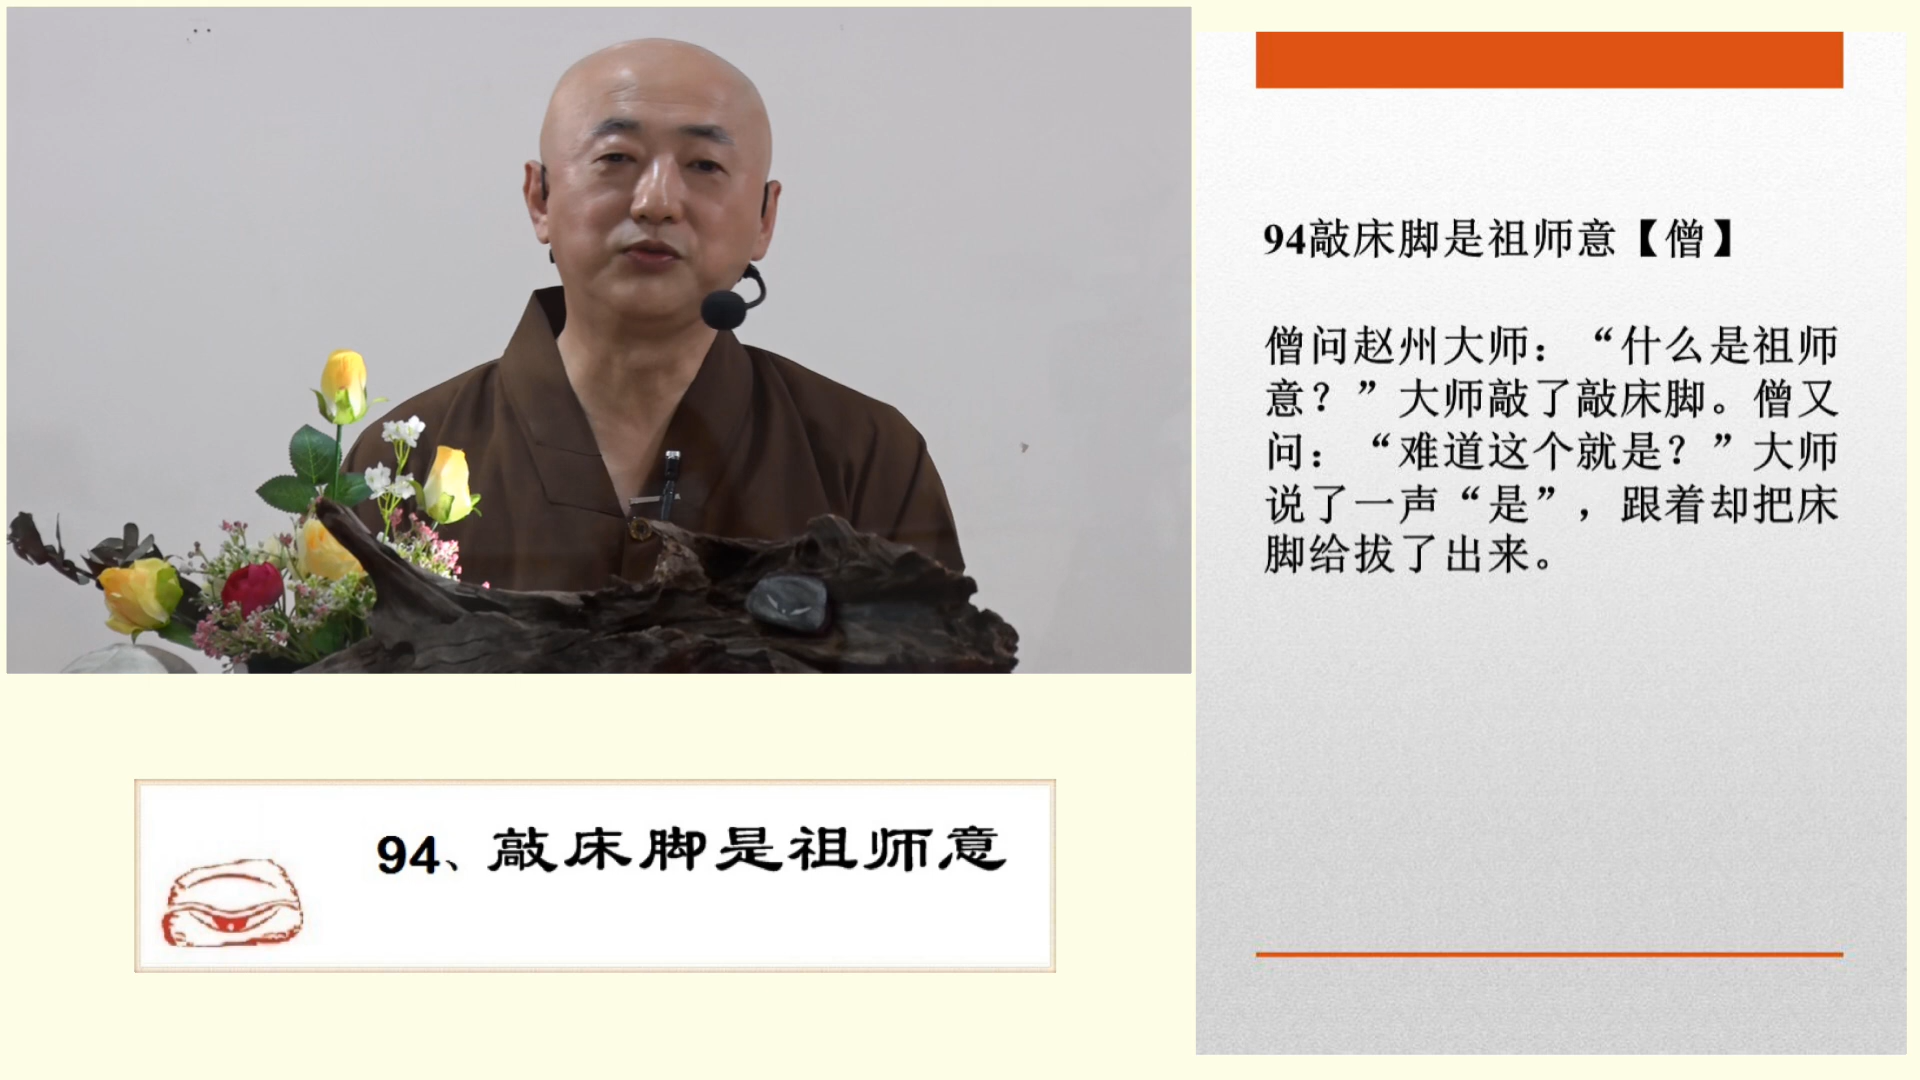 94敲床脚是祖师意【僧】
僧问赵州大师：“什么是祖师
意？”大师敲了敲床脚。僧又
问：“难道这个就是？”大师
说了一声“是”，跟着却把床
脚给拔了出来。
94、敲床脚是祖师意